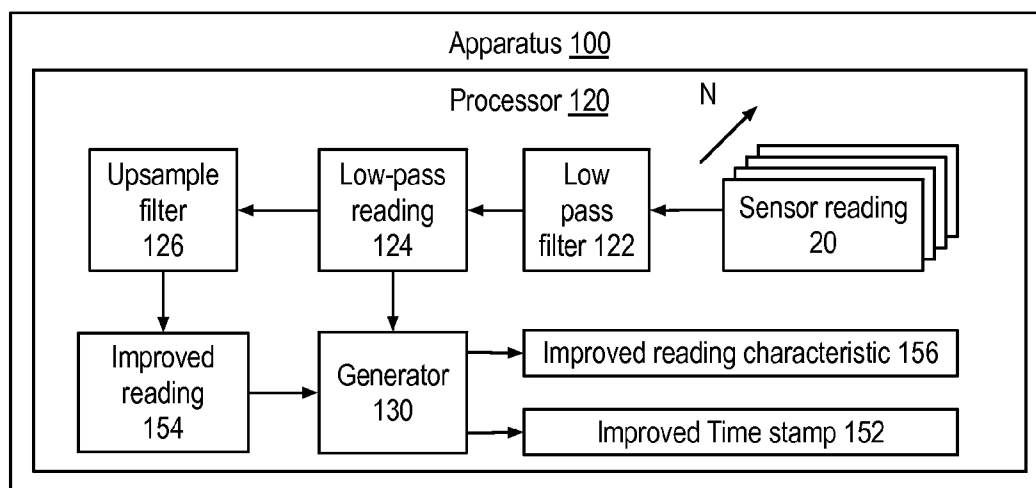 Apparatus 100
Processor 120
N
Upsample
filter
126
Low-pass
reading
124
Low
pass
filter 122
Sensor reading
20
Improved
reading
154
Generator
130
Improved reading characteristic 156
Improved Time stamp 152